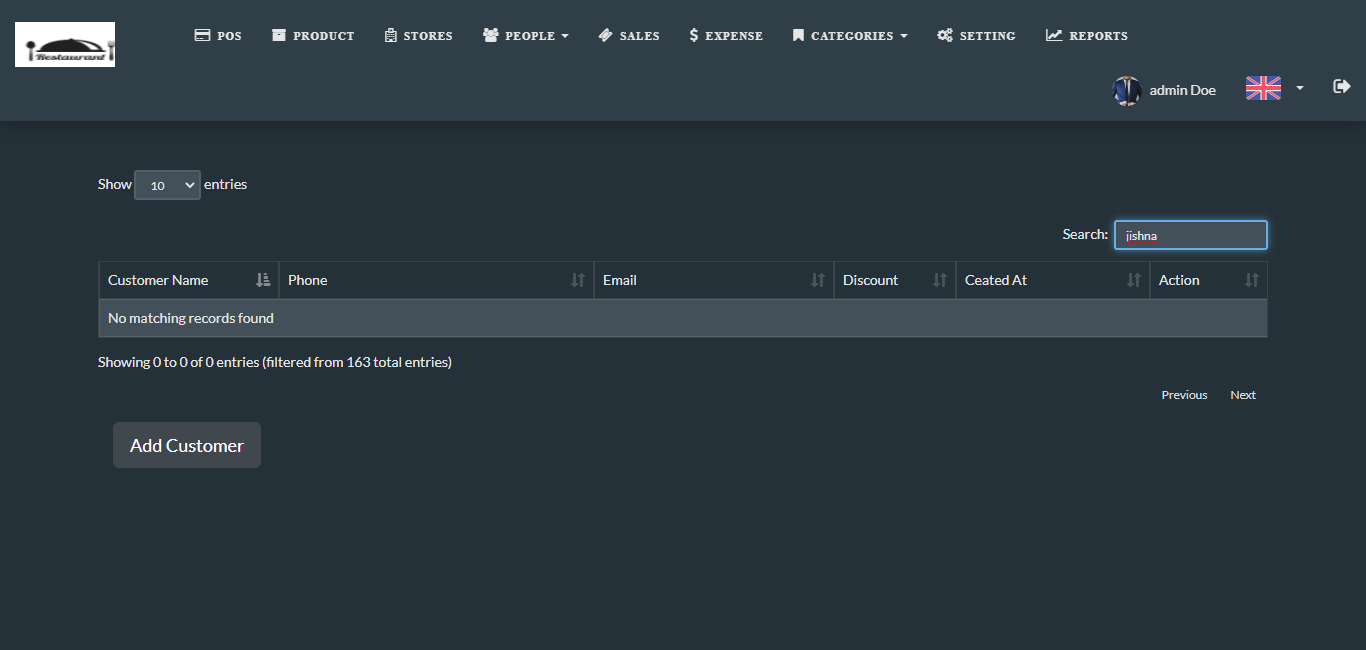 Restaurant
POS PRODUCT STORES PEOPLE SALES EXPENSE CATEGORIES SETTING REPORTS
admin Doe
Show 10 entries
Search: jishna
Customer Name Phone Email Discount Ceated At Action
No matching records found
Showing 0 to 0 of 0 entries (filtered from 163 total entries)
Previous Next
Add Customer